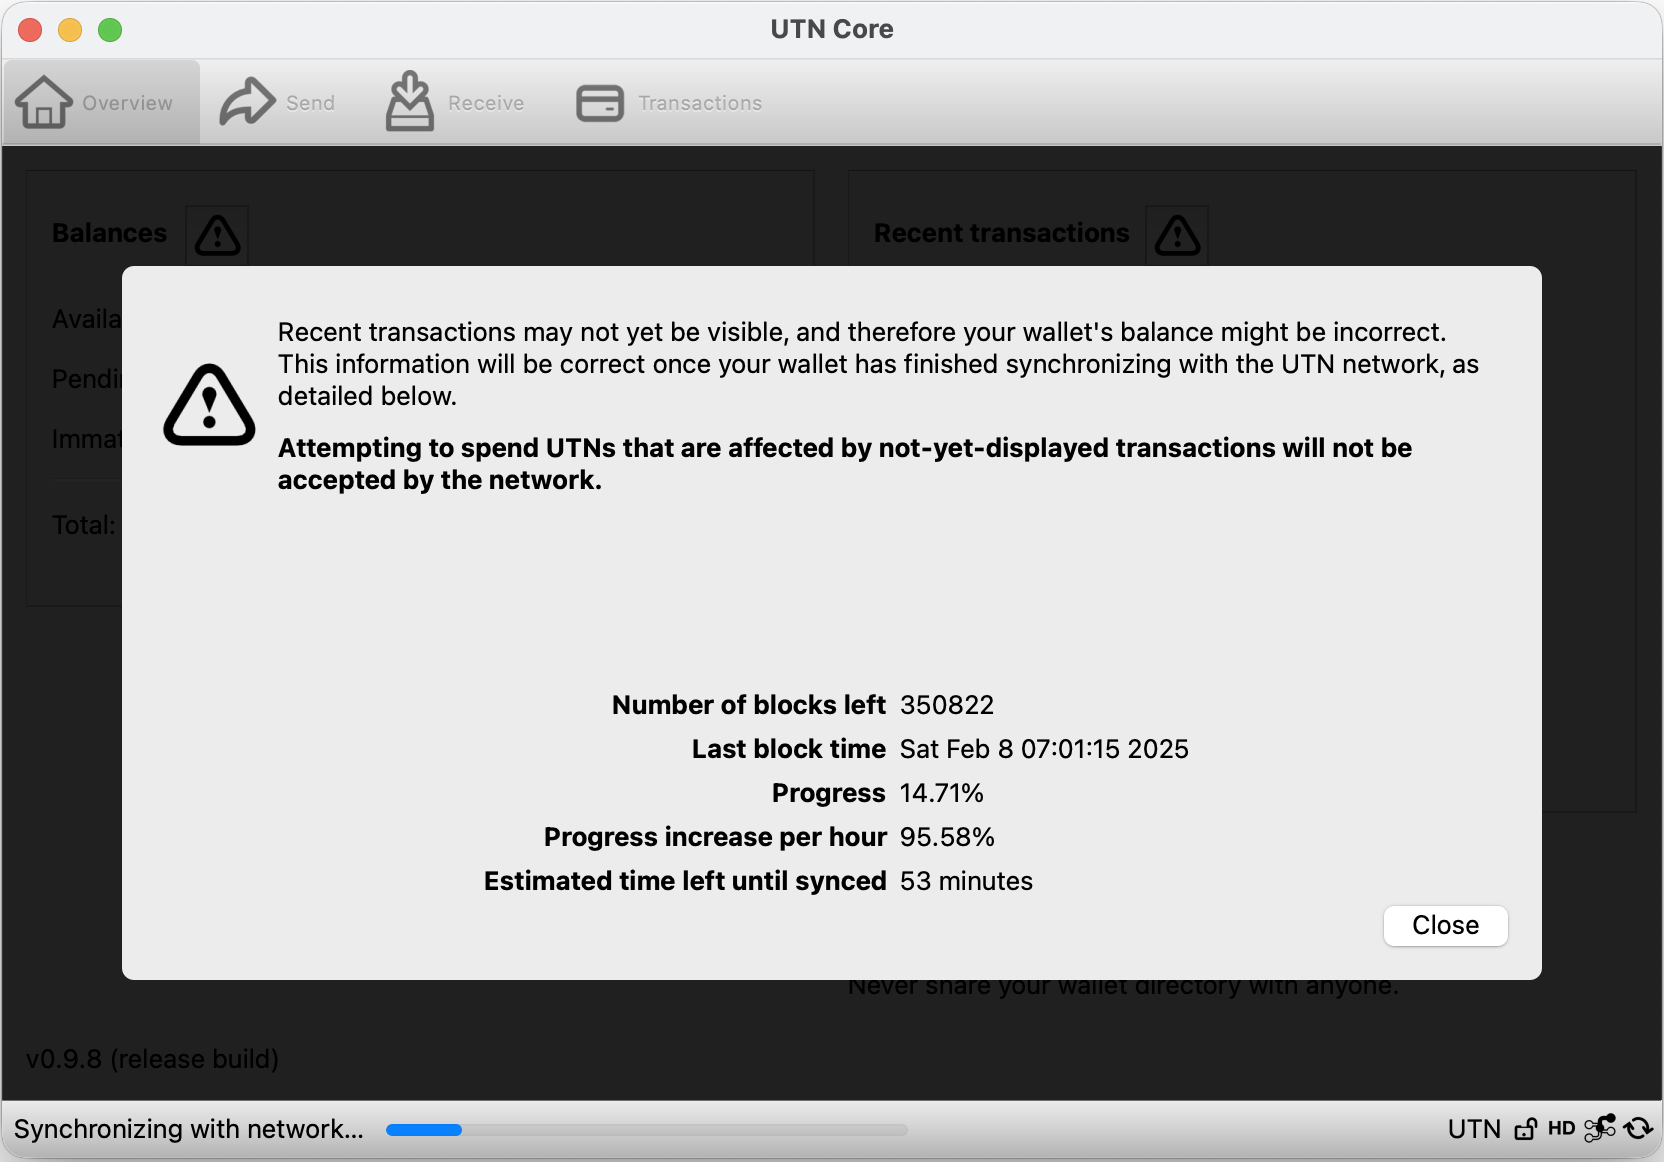 UTN Core
Overview
Send
Receive
Transactions
Balances
Recent transactions
Availa
Pendi
Immat
Total:
Recent transactions may not yet be visible, and therefore your wallet's balance might be incorrect.
This information will be correct once your wallet has finished synchronizing with the UTN network, as
detailed below.
Attempting to spend UTNs that are affected by not-yet-displayed transactions will not be
accepted by the network.
Number of blocks left 350822
Last block time Sat Feb 8 07:01:15 2025
Progress 14.71%
Progress increase per hour 95.58%
Estimated time left until synced 53 minutes
Close
Never share your wallet directory with anyone.
v0.9.8 (release build)
Synchronizing with network...
UTN HD